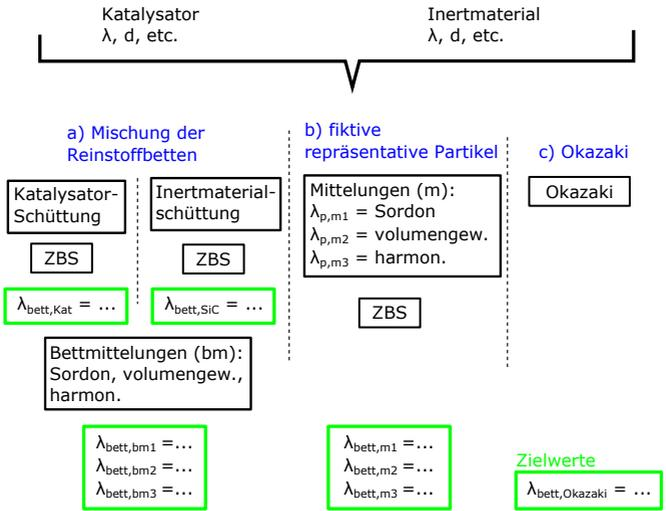 Katalysator
λ, d, etc.
Inertmaterial
λ, d, etc.
a) Mischung der
Reinstoffbetten
Katalysator-
Schüttung
ZBS
λbett,Kat = ...
Inertmaterial-
schüttung
ZBS
λbett,SiC = ...
Bettmittelungen (bm):
Sordon, volumengew.,
harmon.
λbett,bm1 =...
λbett,bm2 =...
λbett,bm3 =...
b) fiktive
repräsentative Partikel
Mittelungen (m):
λp,m1 = Sordon
λp,m2 = volumengew.
λp,m3 = harmon.
ZBS
λbett,m1 =...
λbett,m2 =...
λbett,m3 =...
c) Okazaki
Okazaki
Zielwerte
λbett,Okazaki = ...